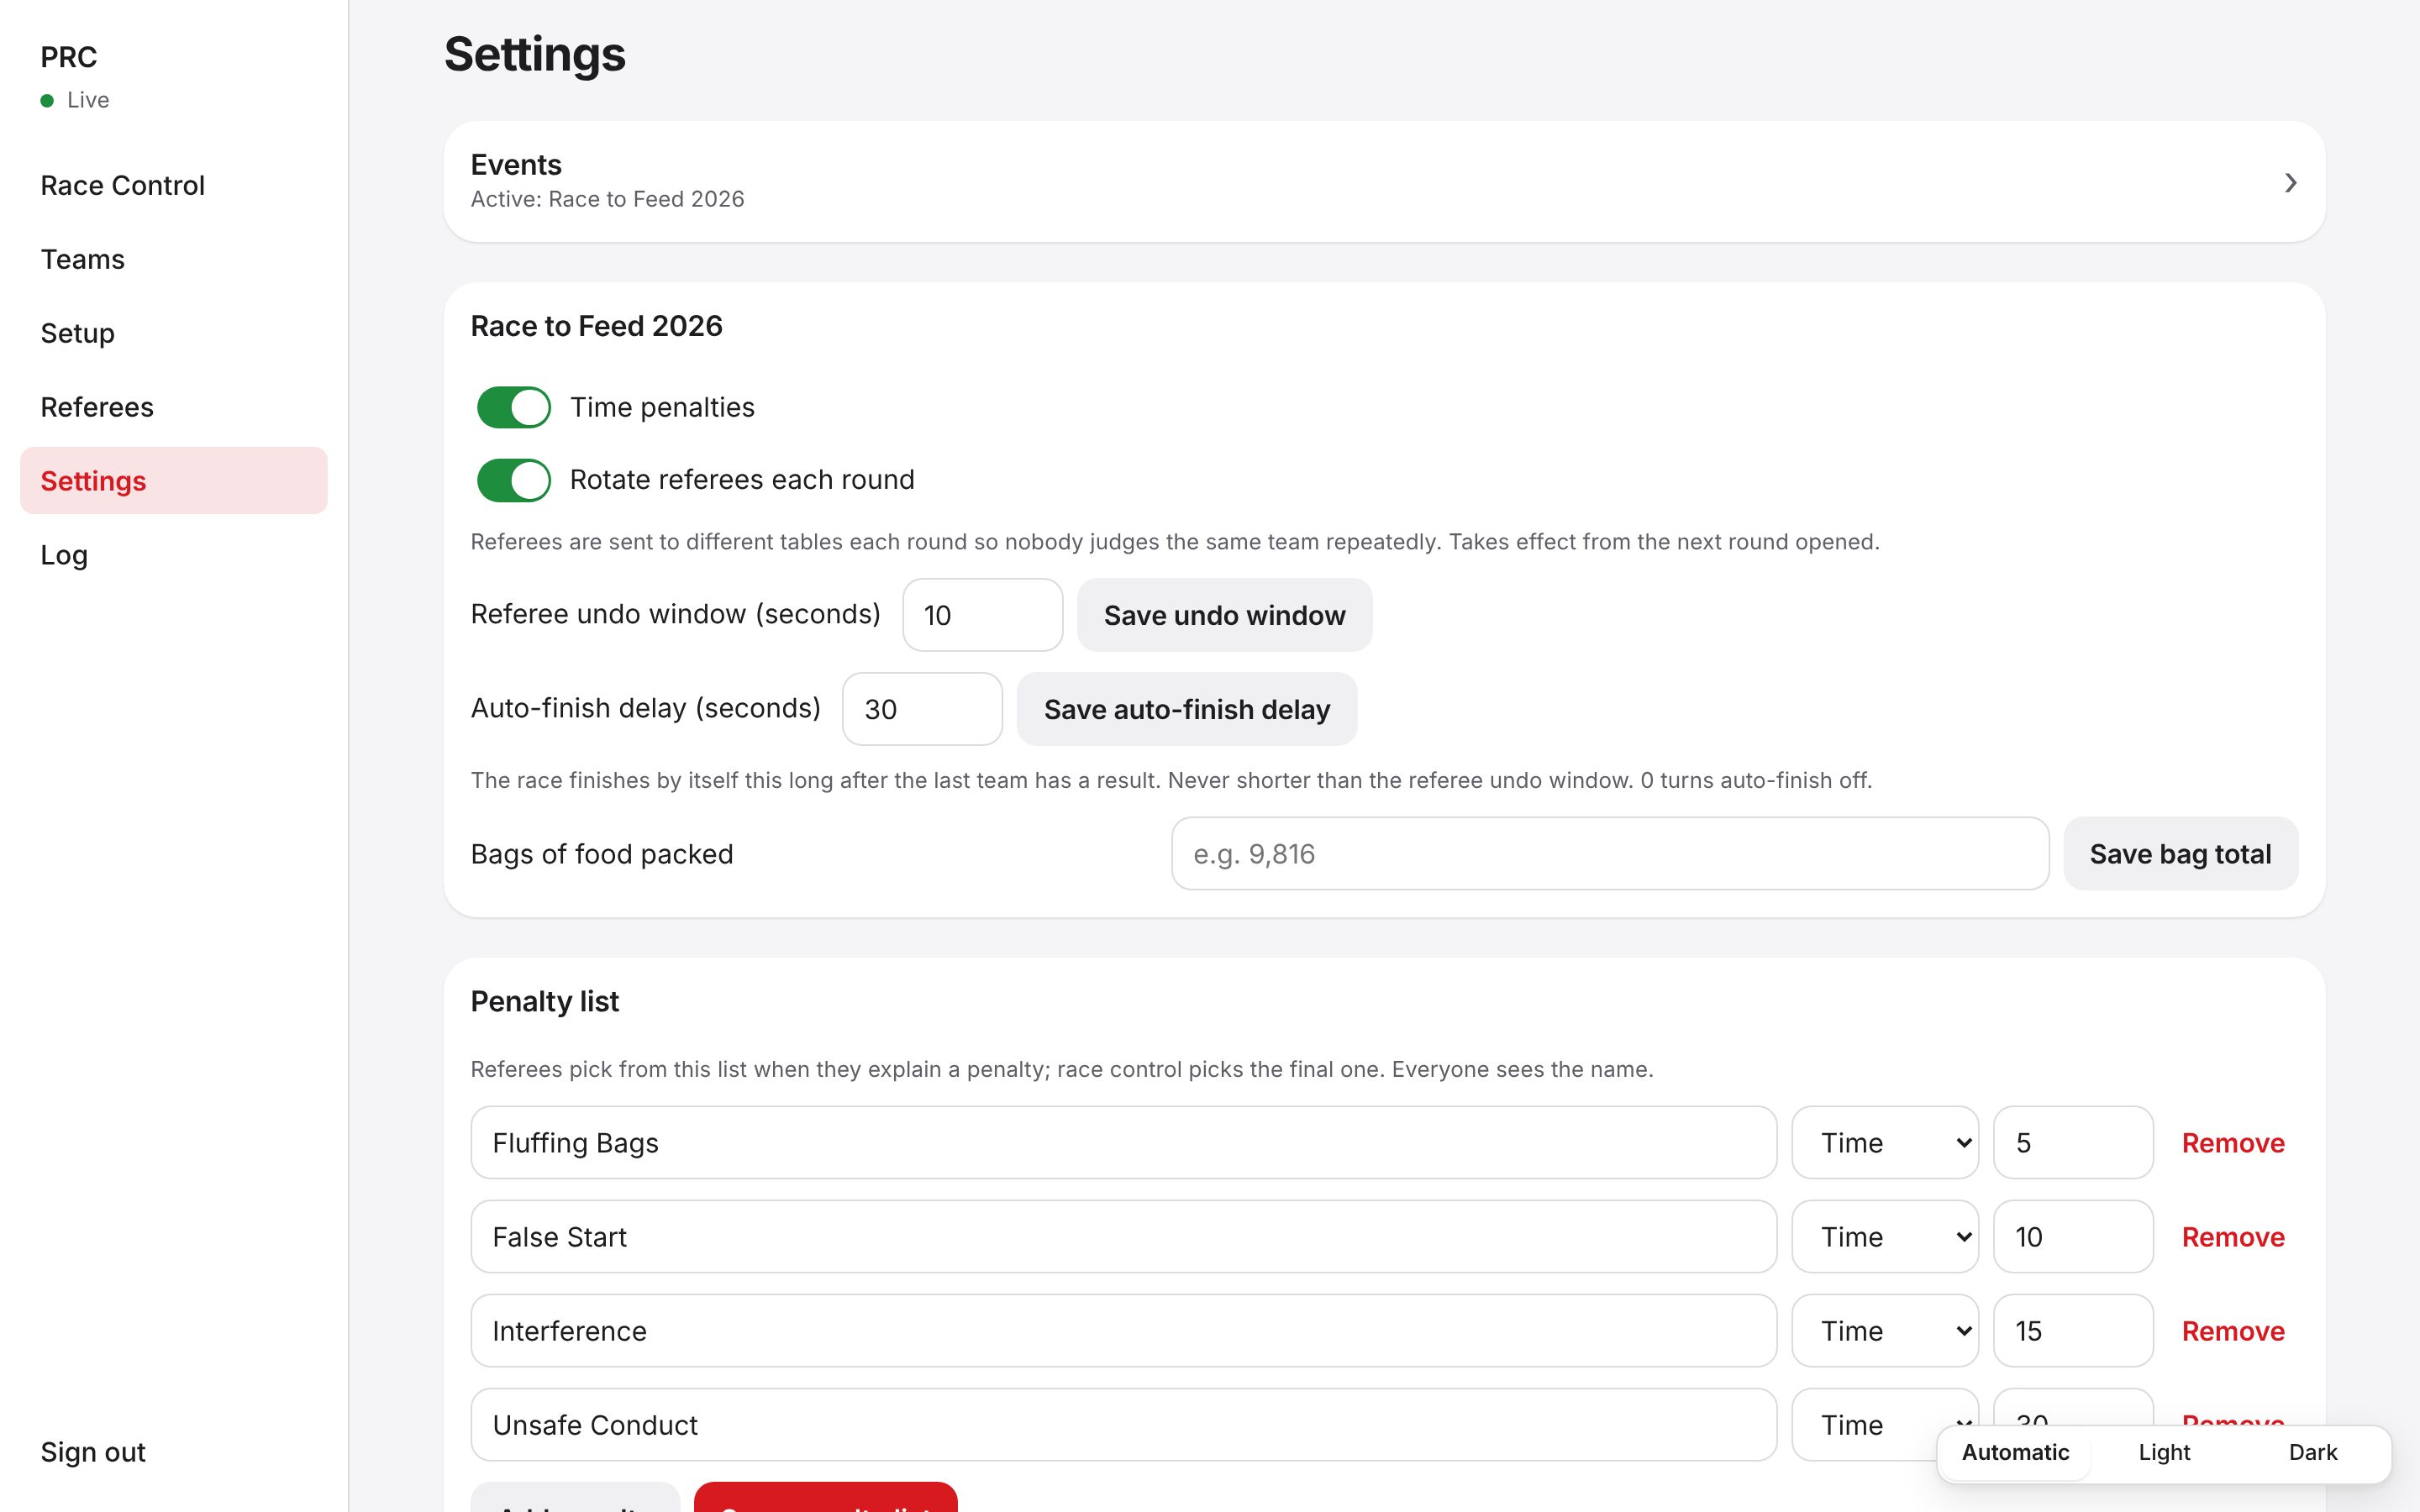 PRC
Live
Race Control
Teams
Setup
Referees
Settings
Log
Sign out
Settings
Events
Active: Race to Feed 2026
Race to Feed 2026
Time penalties
Rotate referees each round
Referees are sent to different tables each round so nobody judges the same team repeatedly. Takes effect from the next round opened.
Referee undo window (seconds) 10 Save undo window
Auto-finish delay (seconds) 30 Save auto-finish delay
The race finishes by itself this long after the last team has a result. Never shorter than the referee undo window. 0 turns auto-finish off.
Bags of food packed e.g. 9,816 Save bag total
Penalty list
Referees pick from this list when they explain a penalty; race control picks the final one. Everyone sees the name.
Fluffing Bags Time 5 Remove
False Start Time 10 Remove
Interference Time 15 Remove
Unsafe Conduct Time 30 Remove
Automatic Light Dark